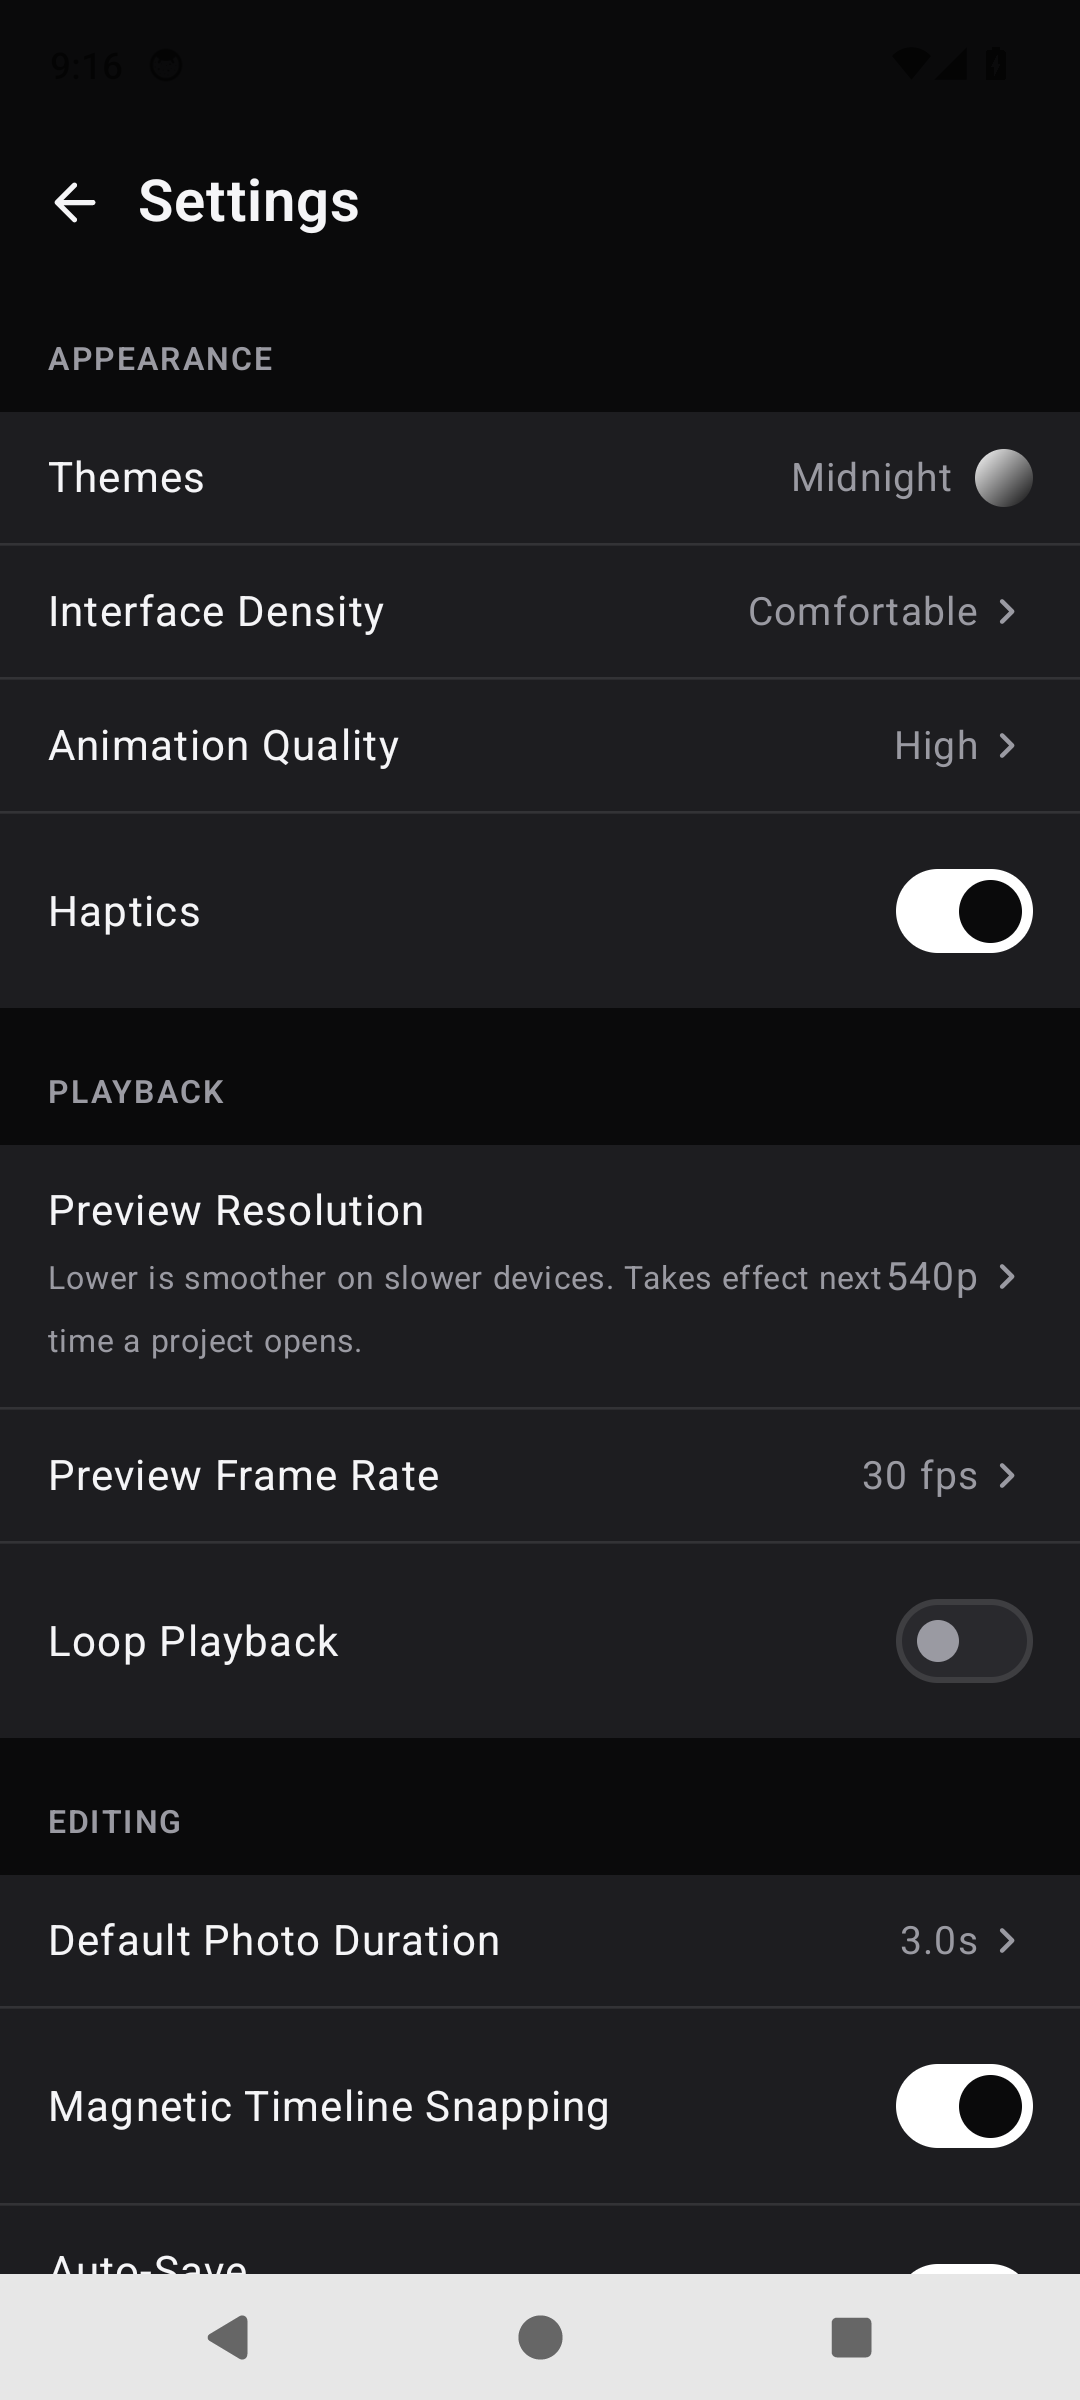 9:16
Settings
APPEARANCE
Themes Midnight
Interface Density Comfortable
Animation Quality High
Haptics
PLAYBACK
Preview Resolution
Lower is smoother on slower devices. Takes effect next 540p
time a project opens.
Preview Frame Rate 30 fps
Loop Playback
EDITING
Default Photo Duration 3.0s
Magnetic Timeline Snapping
Auto-Save